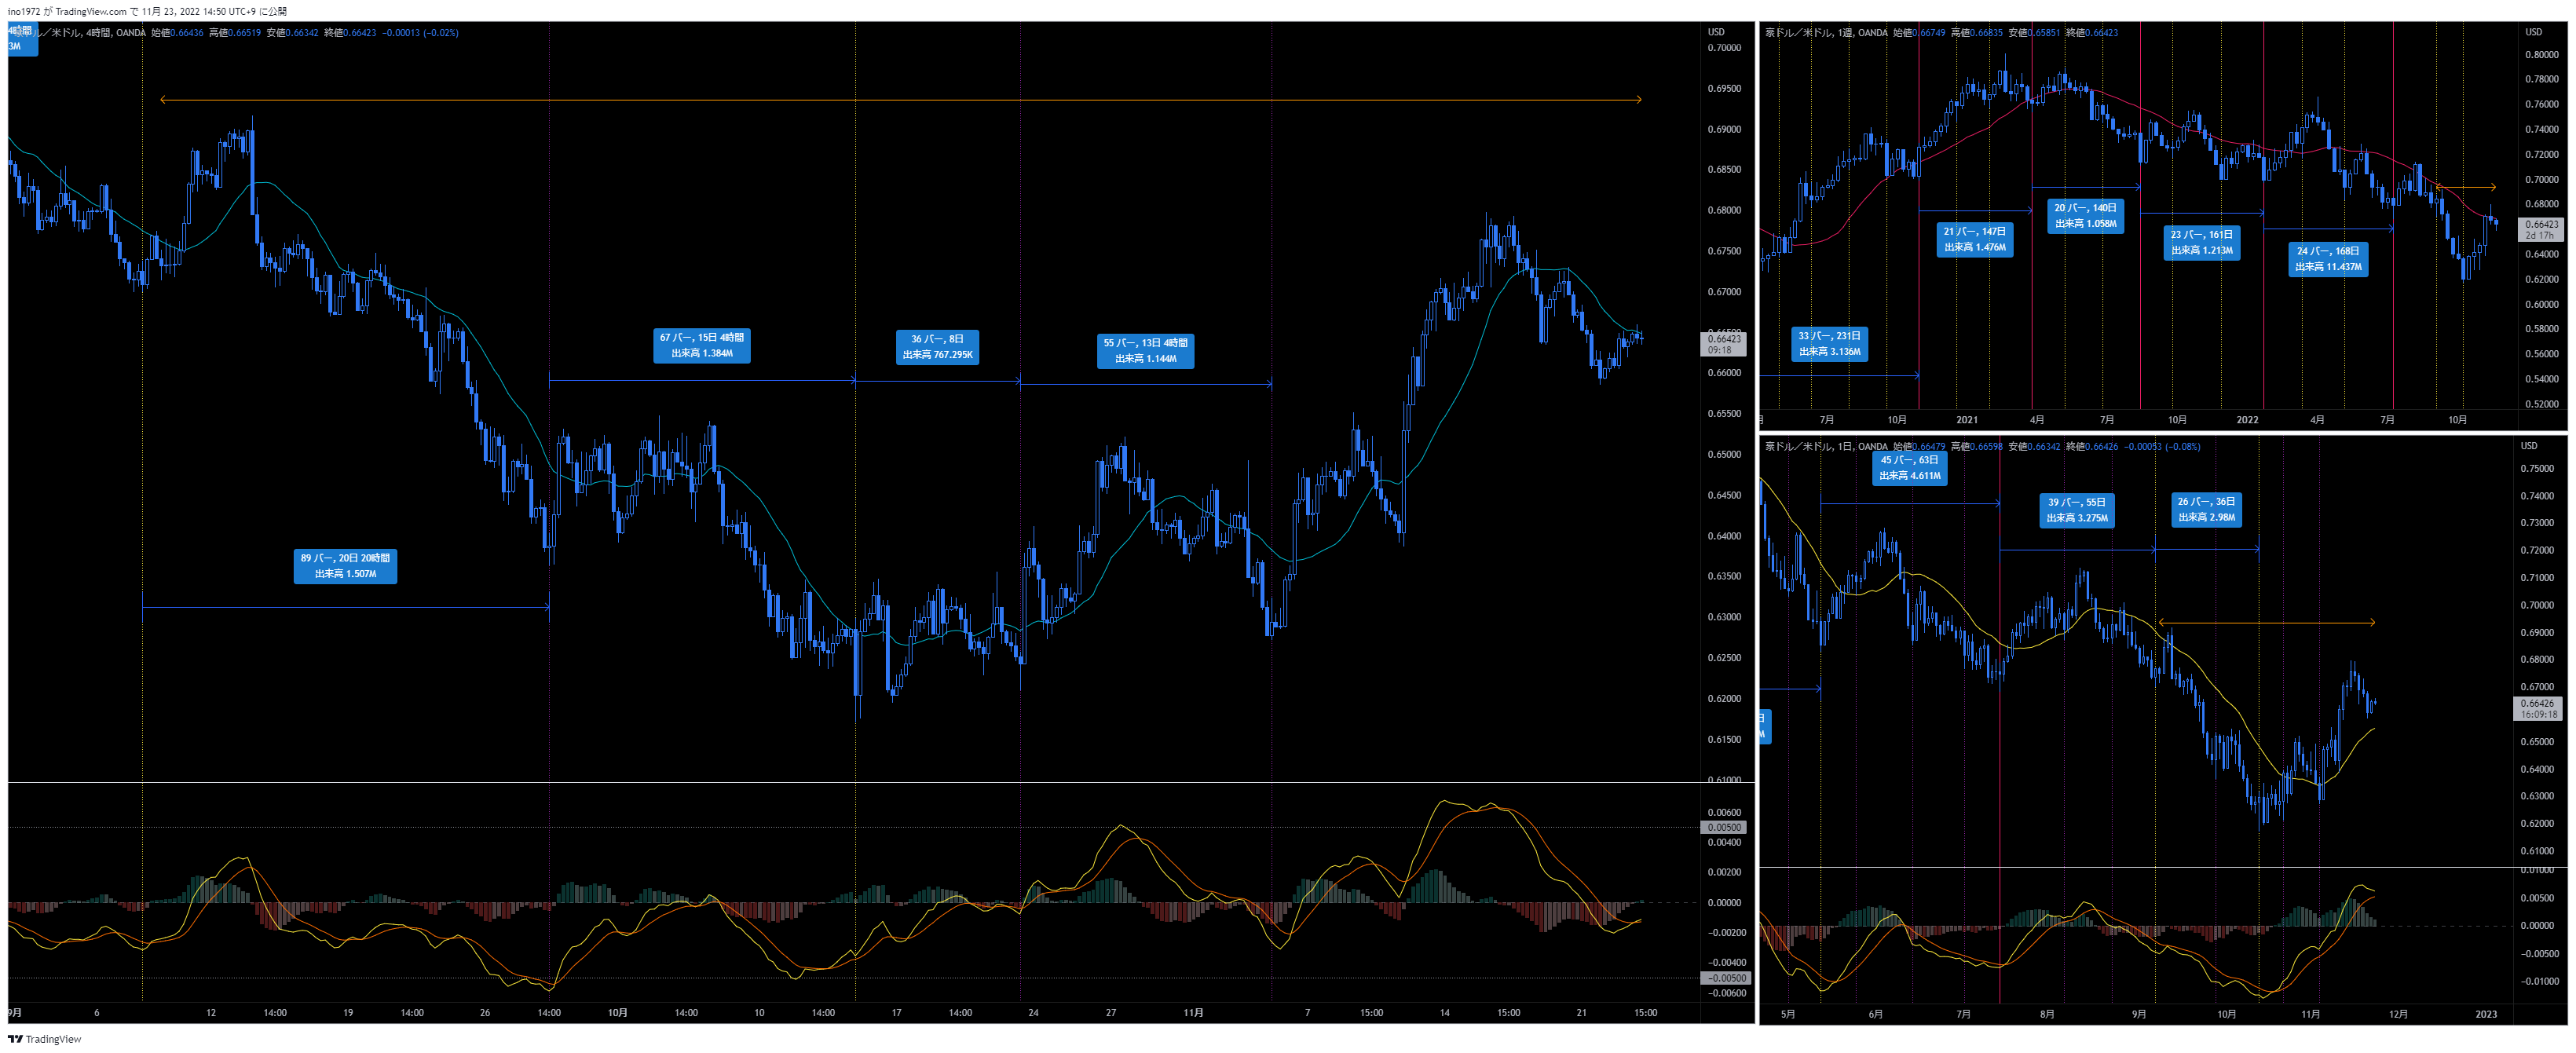 ino1972 が TradingView.com で 11月 23, 2022 14:50 UTC+9 に公開
4時間
3M
豪ドル／米ドル, 4時間, OANDA 始値0.66436 高値0.66519 安値0.66342 終値0.66423 −0.00013 (−0.02%)
USD
0.70000
0.69500
0.69000
0.68500
0.68000
0.67500
0.67000
0.66500
0.66423
09:18
0.66000
0.65500
0.65000
0.64500
0.64000
0.63500
0.63000
0.62500
0.62000
0.61500
0.61000
89 バー, 20日 20時間
出来高 1.507M
67 バー, 15日 4時間
出来高 1.384M
36 バー, 8日
出来高 767.295K
55 バー, 13日 4時間
出来高 1.144M
0.00600
0.00500
0.00400
0.00200
0.00000
−0.00200
−0.00400
−0.00500
−0.00600
9月 6 12 14:00 19 14:00 26 14:00 10月 14:00 10 14:00 17 14:00 24 27 11月 7 15:00 14 15:00 21 15:00
豪ドル／米ドル, 1週, OANDA 始値0.66749 高値0.66835 安値0.65851 終値0.66423
USD
0.80000
0.78000
0.76000
0.74000
0.72000
0.70000
0.68000
0.66423
2d 17h
0.64000
0.62000
0.60000
0.58000
0.56000
0.54000
0.52000
33 バー, 231日
出来高 3.136M
21 バー, 147日
出来高 1.476M
20 バー, 140日
出来高 1.058M
23 バー, 161日
出来高 1.213M
24 バー, 168日
出来高 11.437M
7月 10月 2021 4月 7月 10月 2022 4月 7月 10月
豪ドル／米ドル, 1日, OANDA 始値0.66479 高値0.66598 安値0.66342 終値0.66426 −0.00053 (−0.08%)
USD
0.75000
0.74000
0.73000
0.72000
0.71000
0.70000
0.69000
0.68000
0.67000
0.66426
16:09:18
0.65000
0.64000
0.63000
0.62000
0.61000
45 バー, 63日
出来高 4.611M
39 バー, 55日
出来高 3.275M
26 バー, 36日
出来高 2.98M
日
M
0.01000
0.00500
0.00000
−0.00500
−0.01000
5月 6月 7月 8月 9月 10月 11月 12月 2023
TradingView